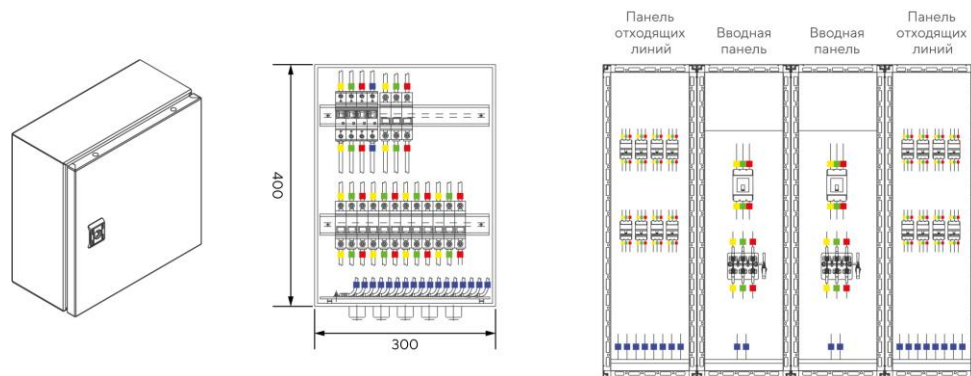 Панель
отходящих
линий
Вводная
панель
Вводная
панель
Панель
отходящих
линий
400
300